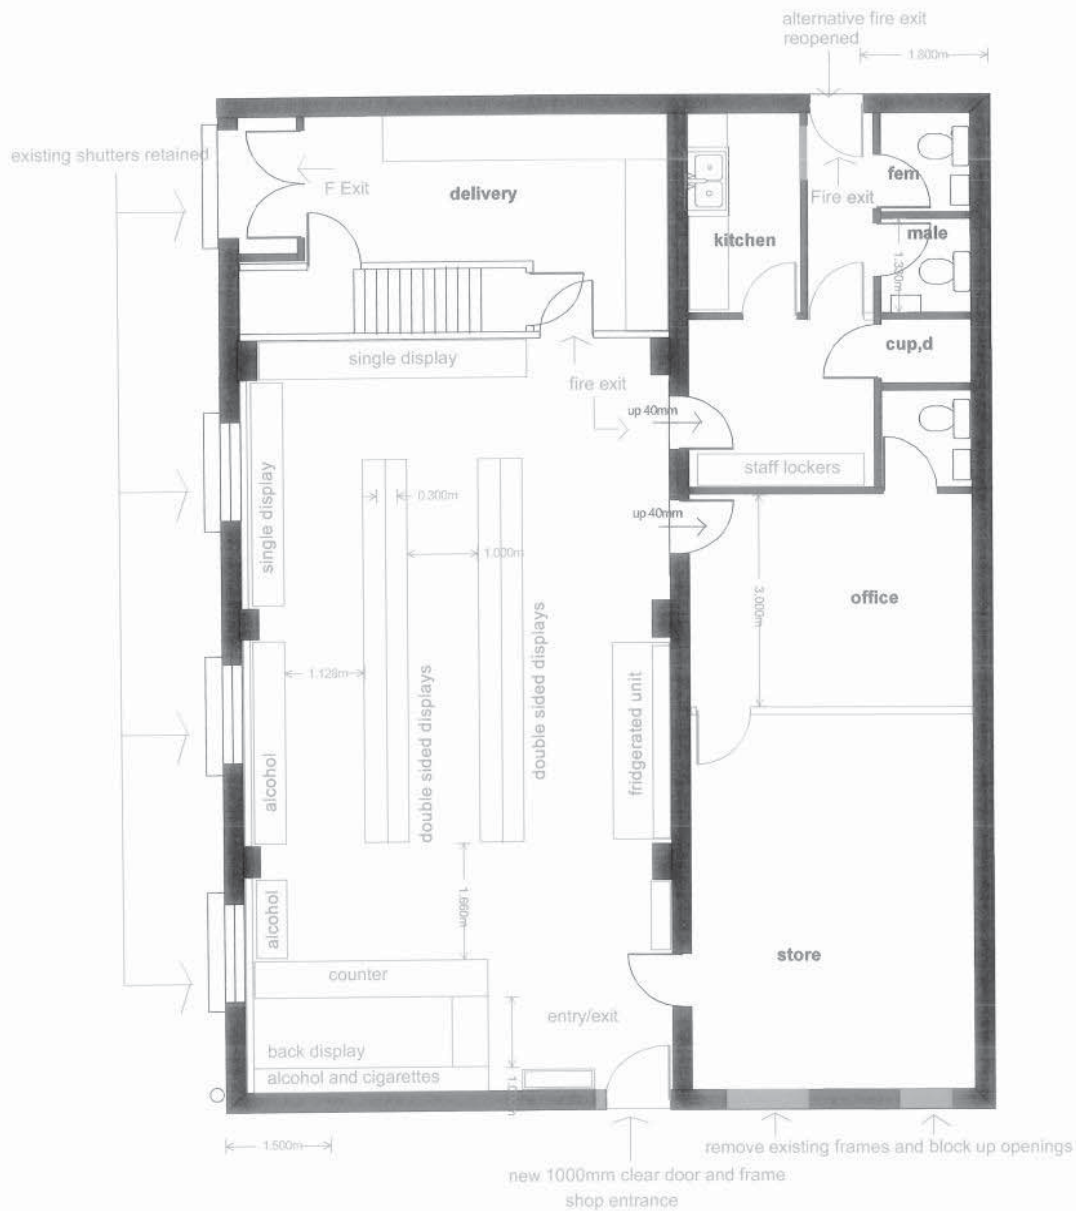 alternative fire exit
reopened
1.800m
existing shutters retained
F Exit
delivery
fem
Fire exit
kitchen
male
cup,d
single display
fire exit
up 40mm
staff lockers
single display
0.300m
up 40mm
1.000m
3.000m
office
double sided displays
double sided displays
1.128m
fridgerated unit
alcohol
1.660m
alcohol
store
counter
entry/exit
back display
alcohol and cigarettes
1.500m
remove existing frames and block up openings
new 1000mm clear door and frame
shop entrance